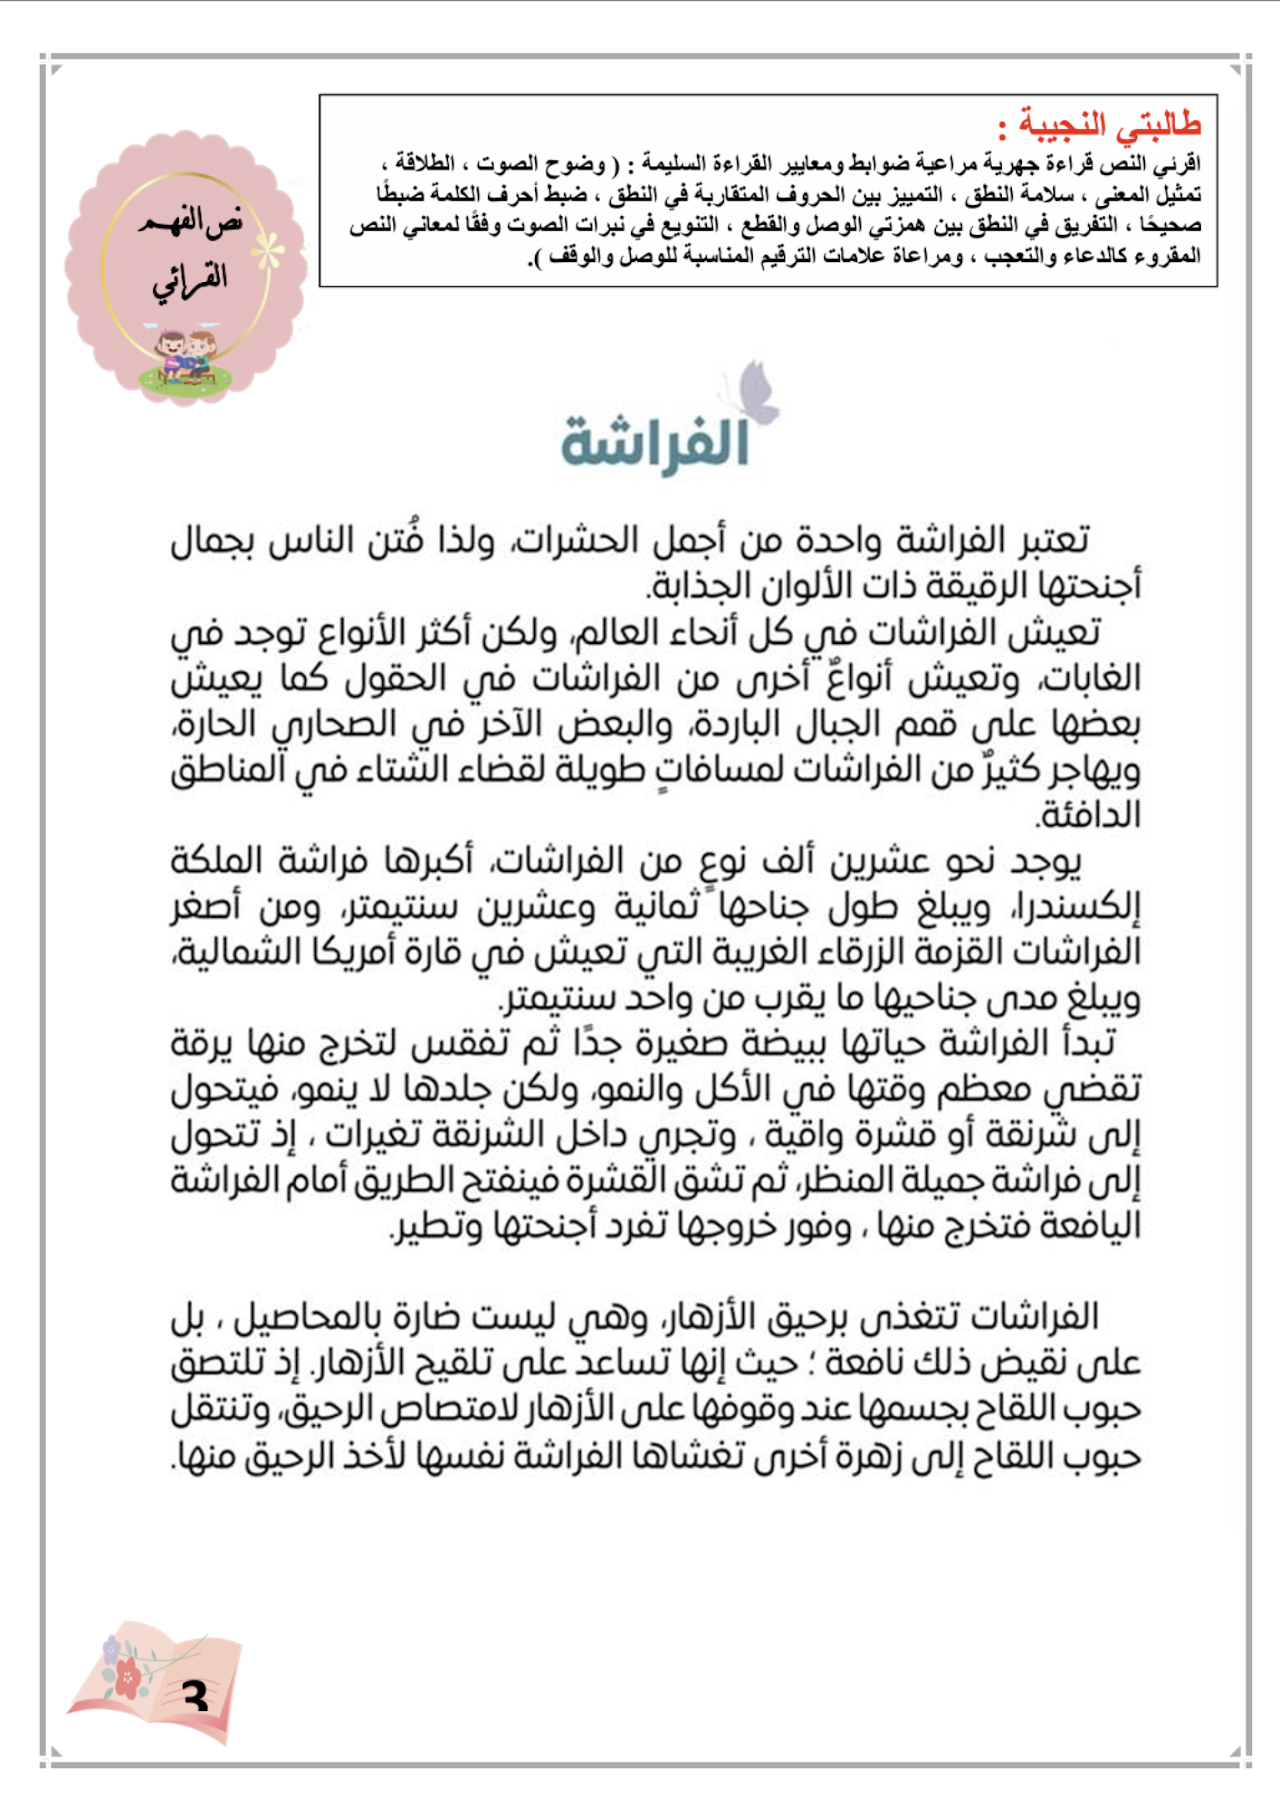 طالبتي النجيبة :
اقرئي النص قراءة جهرية مراعية ضوابط ومعايير القراءة السليمة : ( وضوح الصوت ، الطلاقة ،
تمثيل المعنى ، سلامة النطق ، التمييز بين الحروف المتقاربة في النطق ، ضبط أحرف الكلمة ضبطًا
صحيحًا ، التفريق في النطق بين همزتي الوصل والقطع ، التنويع في نبرات الصوت وفقًا لمعاني النص
المقروء كالدعاء والتعجب ، ومراعاة علامات الترقيم المناسبة للوصل والوقف ).
نص الفهم
القرائي
الفراشة
تعتبر الفراشة واحدة من أجمل الحشرات، ولذا فُتن الناس بجمال
أجنحتها الرقيقة ذات الألوان الجذابة.
تعيش الفراشات في كل أنحاء العالم، ولكن أكثر الأنواع توجد في
الغابات، وتعيش أنواعٌ أخرى من الفراشات في الحقول كما يعيش
بعضها على قمم الجبال الباردة، والبعض الآخر في الصحاري الحارة،
ويهاجر كثيرٌ من الفراشات لمسافاتٍ طويلة لقضاء الشتاء في المناطق
الدافئة.
يوجد نحو عشرين ألف نوعٍ من الفراشات، أكبرها فراشة الملكة
إلكسندرا، ويبلغ طول جناحها ثمانية وعشرين سنتيمتر، ومن أصغر
الفراشات القزمة الزرقاء الغريبة التي تعيش في قارة أمريكا الشمالية،
ويبلغ مدى جناحيها ما يقرب من واحد سنتيمتر.
تبدأ الفراشة حياتها ببيضة صغيرة جدًا ثم تفقس لتخرج منها يرقة
تقضي معظم وقتها في الأكل والنمو، ولكن جلدها لا ينمو، فيتحول
إلى شرنقة أو قشرة واقية ، وتجري داخل الشرنقة تغيرات ، إذ تتحول
إلى فراشة جميلة المنظر، ثم تشق القشرة فينفتح الطريق أمام الفراشة
اليافعة فتخرج منها ، وفور خروجها تفرد أجنحتها وتطير.
الفراشات تتغذى برحيق الأزهار، وهي ليست ضارة بالمحاصيل ، بل
على نقيض ذلك نافعة ؛ حيث إنها تساعد على تلقيح الأزهار. إذ تلتصق
حبوب اللقاح بجسمها عند وقوفها على الأزهار لامتصاص الرحيق، وتنتقل
حبوب اللقاح إلى زهرة أخرى تغشاها الفراشة نفسها لأخذ الرحيق منها.
3